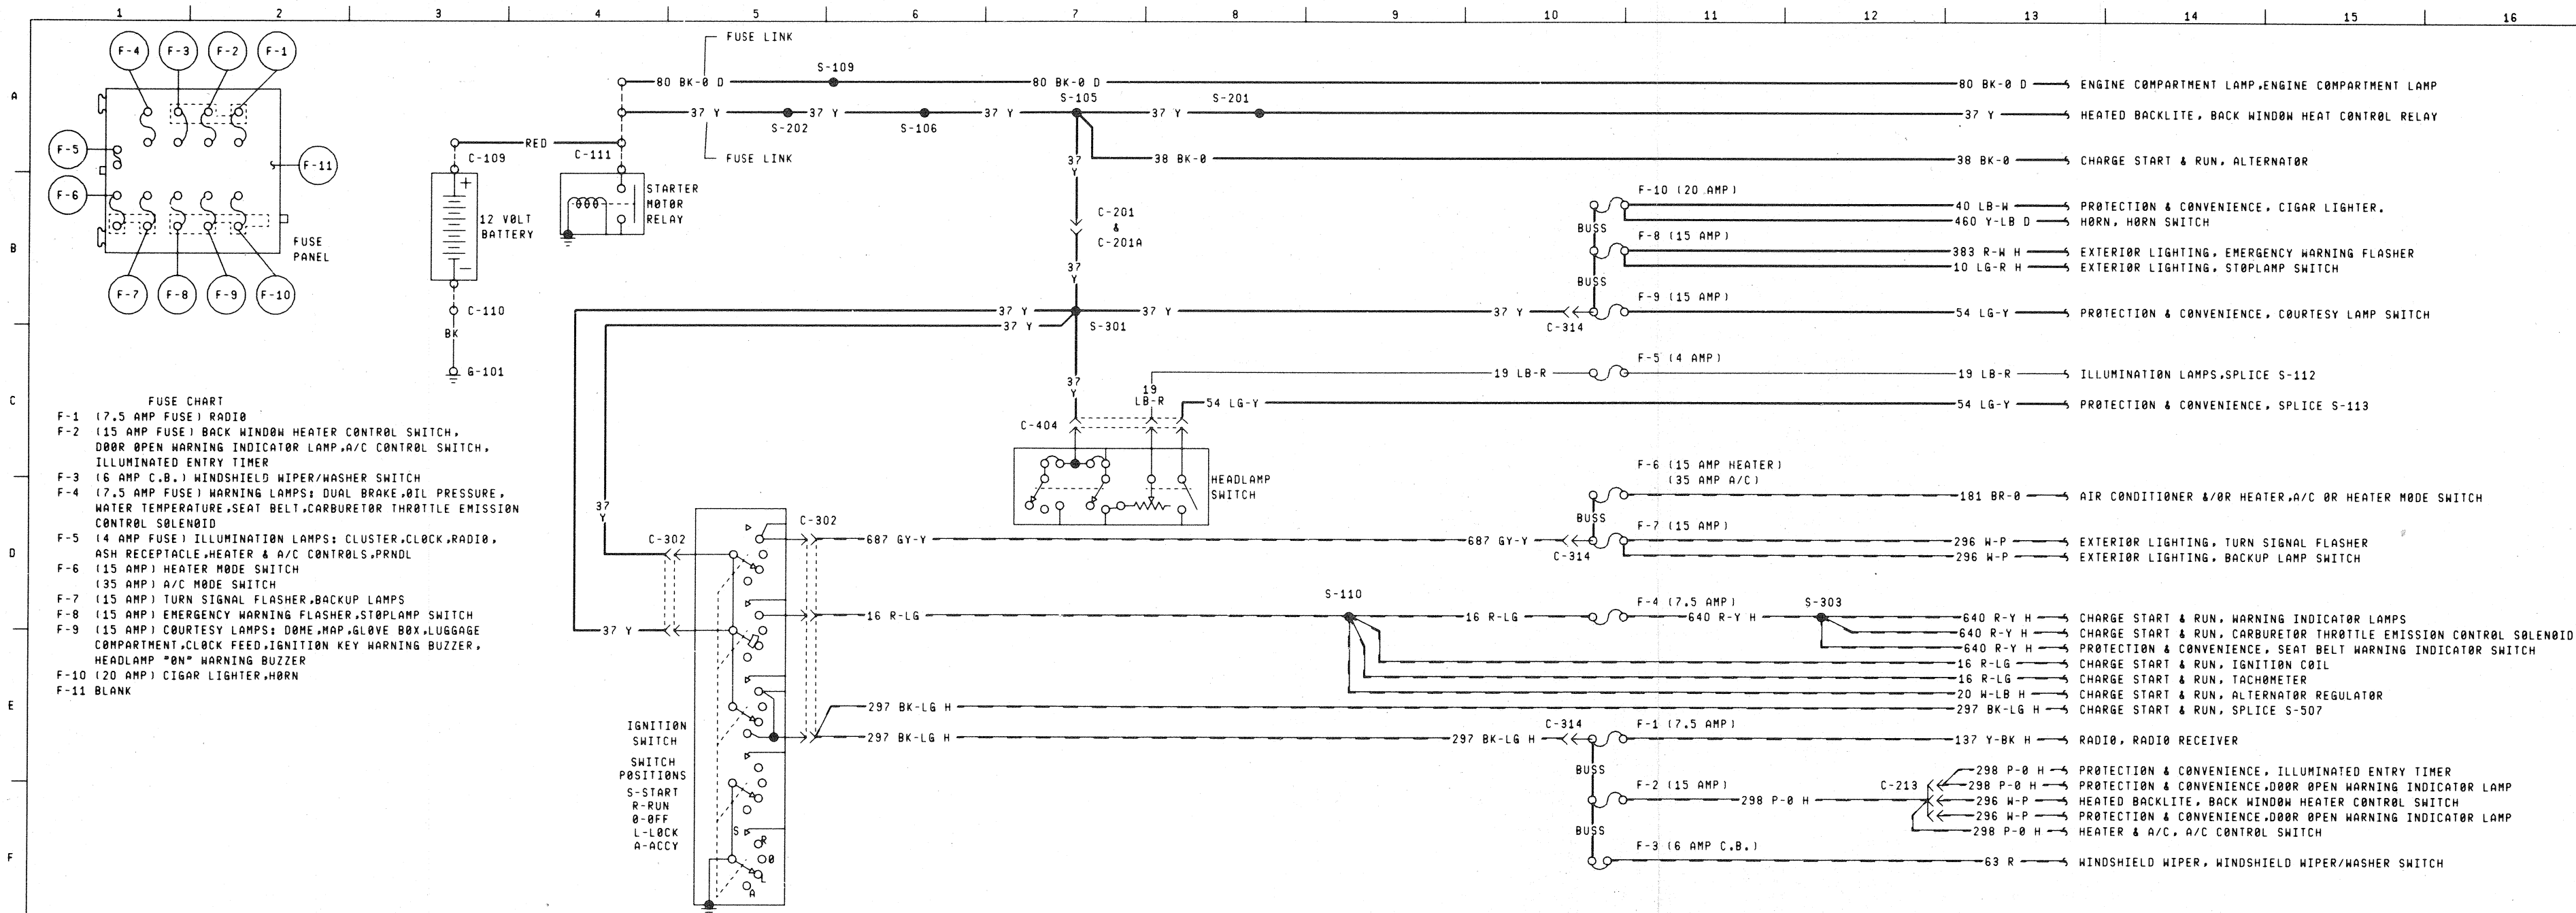 1 2 3 4 5 6 7 8 9 10 11 12 13 14 15 16
A
B
C
D
E
F
F-4 F-3 F-2 F-1
F-5
F-11
F-6
FUSE
PANEL
F-7 F-8 F-9 F-10
FUSE CHART
F-1 (7.5 AMP FUSE) RADIO
F-2 (15 AMP FUSE) BACK WINDOW HEATER CONTROL SWITCH,
DOOR OPEN WARNING INDICATOR LAMP,A/C CONTROL SWITCH,
ILLUMINATED ENTRY TIMER
F-3 (6 AMP C.B.) WINDSHIELD WIPER/WASHER SWITCH
F-4 (7.5 AMP FUSE) WARNING LAMPS: DUAL BRAKE,OIL PRESSURE,
WATER TEMPERATURE,SEAT BELT,CARBURETOR THROTTLE EMISSION
CONTROL SOLENOID
F-5 (4 AMP FUSE) ILLUMINATION LAMPS: CLUSTER,CLOCK,RADIO,
ASH RECEPTACLE,HEATER & A/C CONTROLS,PRNDL
F-6 (15 AMP) HEATER MODE SWITCH
(35 AMP) A/C MODE SWITCH
F-7 (15 AMP) TURN SIGNAL FLASHER,BACKUP LAMPS
F-8 (15 AMP) EMERGENCY WARNING FLASHER,STOPLAMP SWITCH
F-9 (15 AMP) COURTESY LAMPS: DOME,MAP,GLOVE BOX,LUGGAGE
COMPARTMENT,CLOCK FEED,IGNITION KEY WARNING BUZZER,
HEADLAMP "ON" WARNING BUZZER
F-10 (20 AMP) CIGAR LIGHTER,HORN
F-11 BLANK
FUSE LINK
80 BK-O D S-109 80 BK-O D 80 BK-O D ENGINE COMPARTMENT LAMP,ENGINE COMPARTMENT LAMP
37 Y S-202 37 Y S-106 37 Y S-105 37 Y S-201 37 Y HEATED BACKLITE, BACK WINDOW HEAT CONTROL RELAY
FUSE LINK
C-109 RED C-111
37
Y
38 BK-O 38 BK-O CHARGE START & RUN, ALTERNATOR
+
12 VOLT
BATTERY
–
STARTER
MOTOR
RELAY
C-110
BK
G-101
C-201
&
C-201A
37
Y
F-10 (20 AMP)
40 LB-W PROTECTION & CONVENIENCE, CIGAR LIGHTER.
BUSS
460 Y-LB D HORN, HORN SWITCH
F-8 (15 AMP)
383 R-W H EXTERIOR LIGHTING, EMERGENCY WARNING FLASHER
10 LG-R H EXTERIOR LIGHTING, STOPLAMP SWITCH
BUSS
F-9 (15 AMP)
37 Y 37 Y 37 Y C-314 54 LG-Y PROTECTION & CONVENIENCE, COURTESY LAMP SWITCH
37 Y S-301
F-5 (4 AMP)
19 LB-R 19 LB-R ILLUMINATION LAMPS,SPLICE S-112
37
Y
19
LB-R
54 LG-Y 54 LG-Y PROTECTION & CONVENIENCE, SPLICE S-113
C-404
HEADLAMP
SWITCH
F-6 (15 AMP HEATER)
(35 AMP A/C)
181 BR-O AIR CONDITIONER &/OR HEATER,A/C OR HEATER MODE SWITCH
BUSS
F-7 (15 AMP)
37
Y
C-302 C-302
687 GY-Y 687 GY-Y C-314 296 W-P EXTERIOR LIGHTING, TURN SIGNAL FLASHER
296 W-P EXTERIOR LIGHTING, BACKUP LAMP SWITCH
16 R-LG S-110 16 R-LG F-4 (7.5 AMP) 640 R-Y H S-303 640 R-Y H CHARGE START & RUN, WARNING INDICATOR LAMPS
37 Y
640 R-Y H CHARGE START & RUN, CARBURETOR THROTTLE EMISSION CONTROL SOLENOID
640 R-Y H PROTECTION & CONVENIENCE, SEAT BELT WARNING INDICATOR SWITCH
16 R-LG CHARGE START & RUN, IGNITION COIL
16 R-LG CHARGE START & RUN, TACHOMETER
20 W-LB H CHARGE START & RUN, ALTERNATOR REGULATOR
297 BK-LG H 297 BK-LG H CHARGE START & RUN, SPLICE S-507
297 BK-LG H 297 BK-LG H C-314 F-1 (7.5 AMP) 137 Y-BK H RADIO, RADIO RECEIVER
IGNITION
SWITCH
SWITCH
POSITIONS
S-START
R-RUN
O-OFF
L-LOCK
A-ACCY
S
R
O
L
A
BUSS
298 P-O H PROTECTION & CONVENIENCE, ILLUMINATED ENTRY TIMER
F-2 (15 AMP) C-213 298 P-O H PROTECTION & CONVENIENCE,DOOR OPEN WARNING INDICATOR LAMP
298 P-O H 296 W-P HEATED BACKLITE, BACK WINDOW HEATER CONTROL SWITCH
296 W-P PROTECTION & CONVENIENCE,DOOR OPEN WARNING INDICATOR LAMP
298 P-O H HEATER & A/C, A/C CONTROL SWITCH
BUSS
F-3 (6 AMP C.B.)
63 R WINDSHIELD WIPER, WINDSHIELD WIPER/WASHER SWITCH